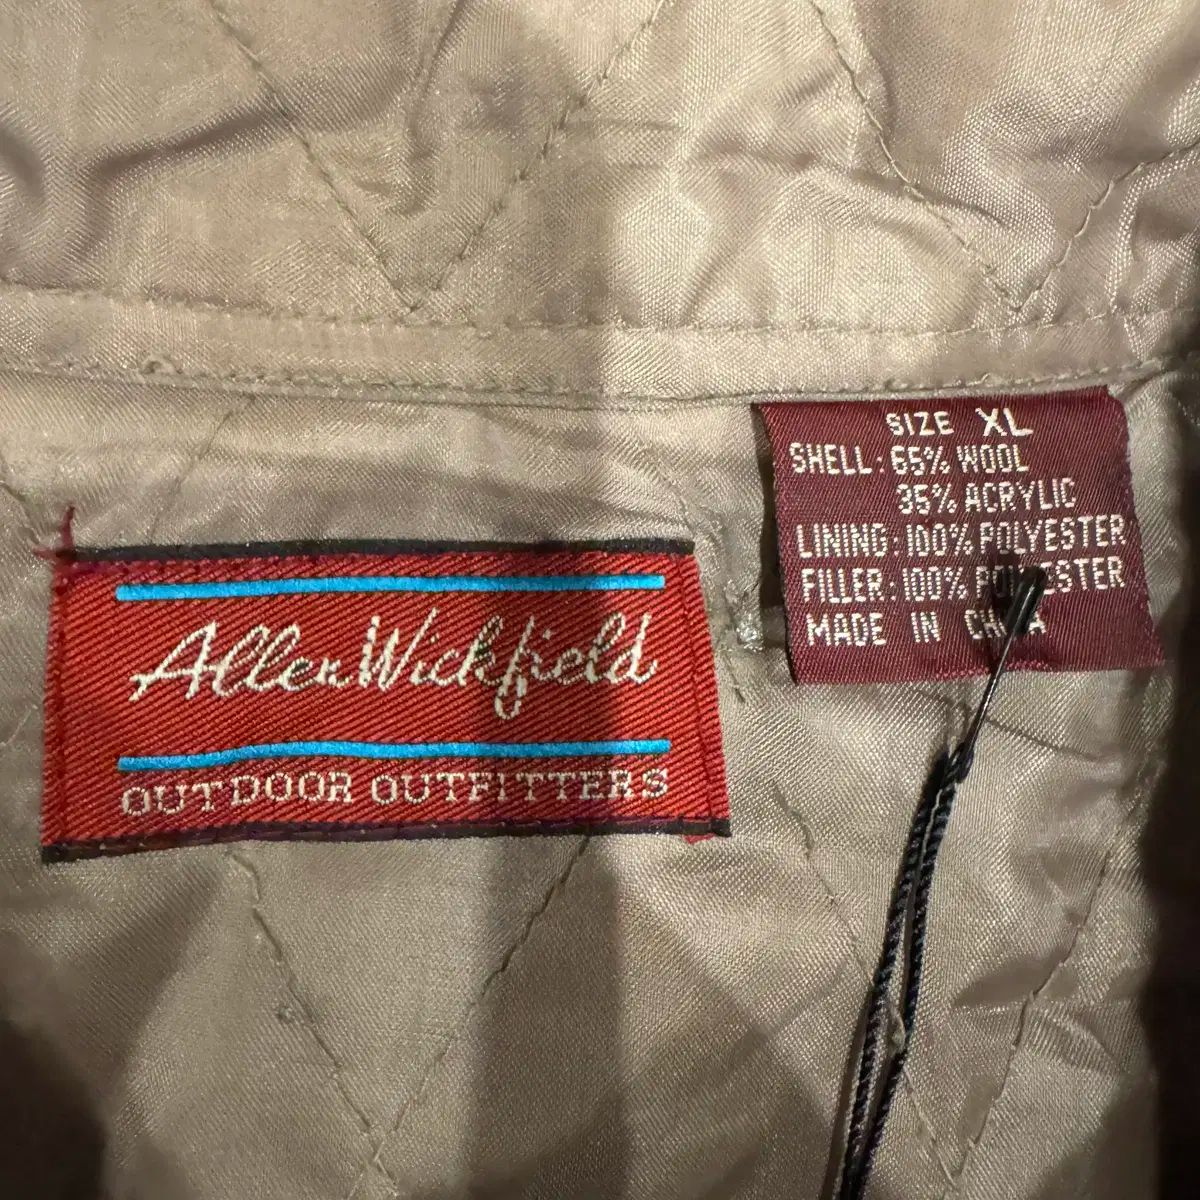 Allen Wickfield
OUTDOOR OUTFITTERS
SIZE XL
SHELL: 65% WOOL
35% ACRYLIC
LINING: 100% POLYESTER
FILLER: 100% POLYESTER
MADE IN CHINA